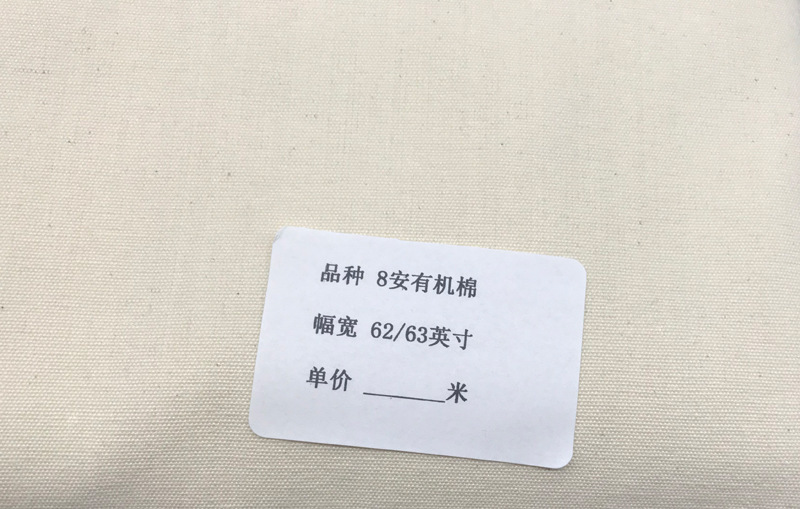 品种 8安有机棉
幅宽 62/63英寸
单价 ______米